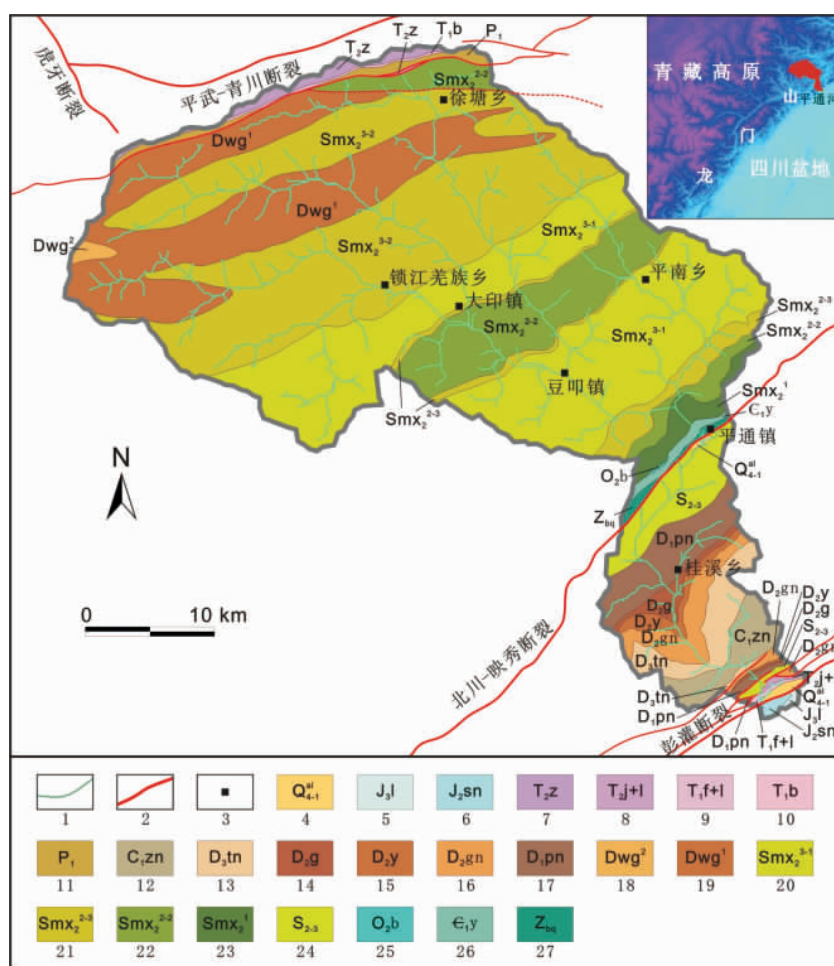 虎牙断裂
平武-青川断裂
T₂z
T₂z
T₁b
P₁
Smx₂²⁻²
徐塘乡
Dwg¹
Smx₂³⁻²
Dwg¹
Dwg²
Smx₂³⁻²
Smx₂³⁻¹
锁江羌族乡
大印镇
平南乡
Smx₂²⁻²
Smx₂³⁻¹
Smx₂²⁻³
Smx₂²⁻²
豆叩镇
Smx₂²⁻³
Smx₂¹
Є₁y
平通镇
O₂b
Q₄₋₁ᵃˡ
Z_bq
S₂₋₃
D₁pn
桂溪乡
D₂g
D₂y
D₂gn
D₃tn
C₁zn
D₂gn
D₂y
D₂g
S₂₋₃
D₂gn
T₂j+
Q₄₋₁ᵃˡ
J₃l
J₂sn
D₃tn
D₁pn
D₁pn
T₁f+l
彭灌断裂
北川-映秀断裂
N
0 10 km
青藏高原
山
平通河
门
龙
四川盆地
Q₄₋₁ᵃˡ J₃l J₂sn T₂z T₂j+l T₁f+l T₁b
1 2 3 4 5 6 7 8 9 10
P₁ C₁zn D₃tn D₂g D₂y D₂gn D₁pn Dwg² Dwg¹ Smx₂³⁻¹
11 12 13 14 15 16 17 18 19 20
Smx₂²⁻³ Smx₂²⁻² Smx₂¹ S₂₋₃ O₂b Є₁y Z_bq
21 22 23 24 25 26 27